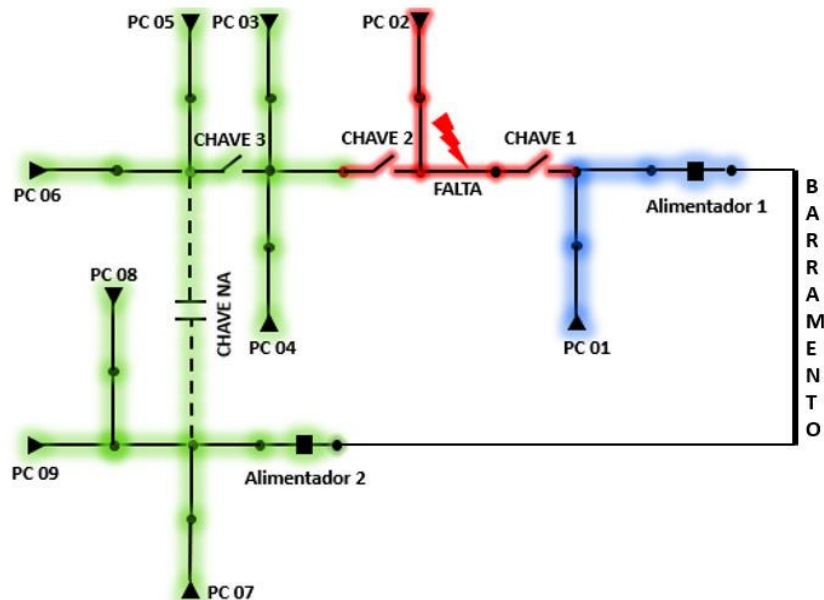 PC 05
PC 03
PC 02
CHAVE 3
CHAVE 2
CHAVE 1
PC 06
FALTA
Alimentador 1
PC 08
CHAVE NA
PC 04
PC 01
BARRAMENTO
PC 09
Alimentador 2
PC 07